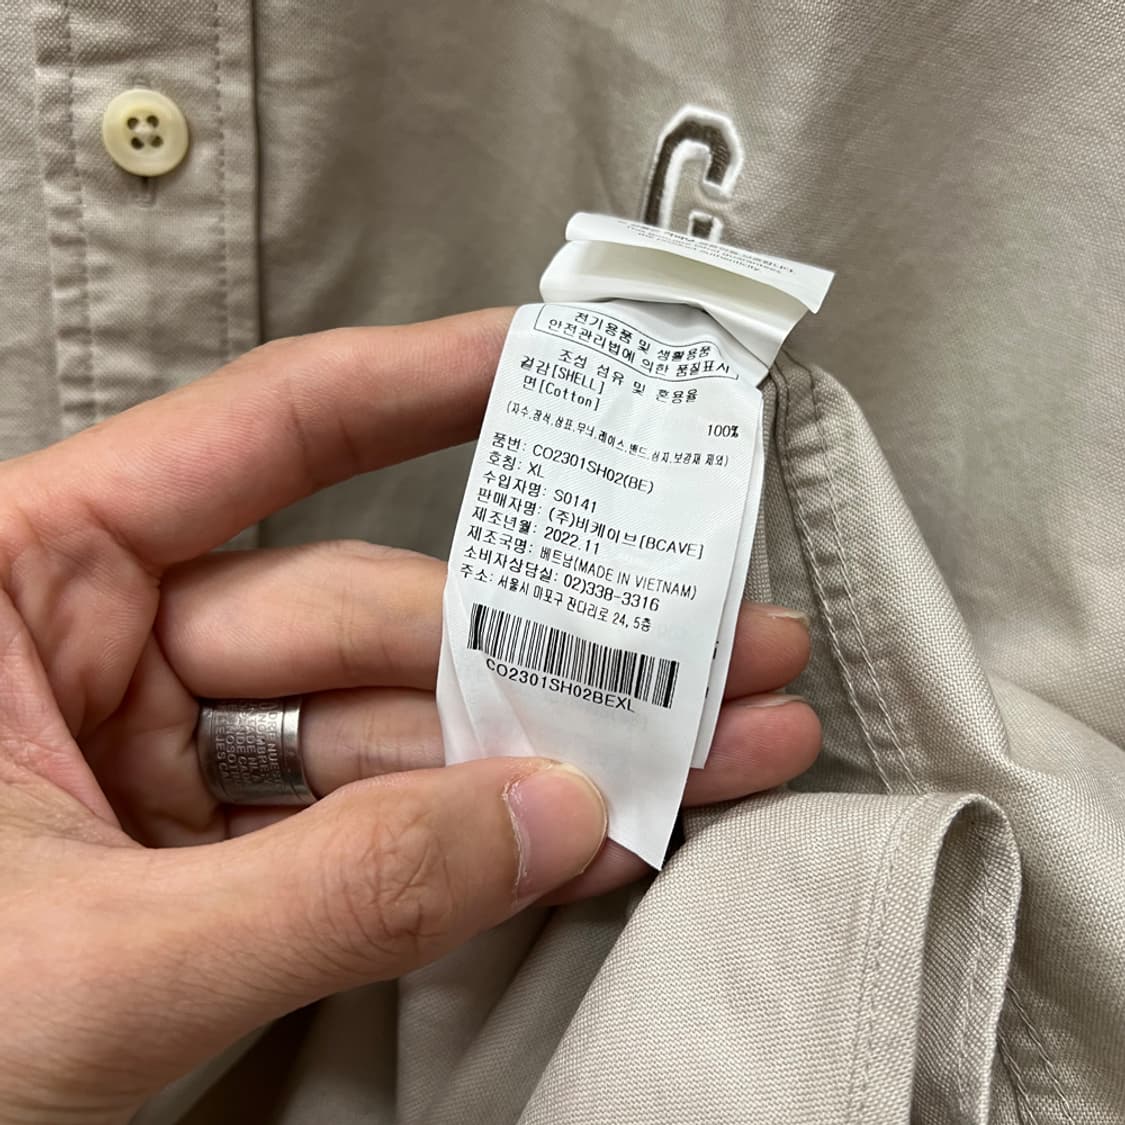 G
the product authenticity.
전기용품 및 생활용품
안전관리법에 의한 품질표시
조성 섬유 및 혼용율
겉감[SHELL]
면[Cotton]
100%
(자수,장식,상표,무늬,레이스,밴드,심지,보강재 제외)
품번: CO2301SH02(BE)
호칭: XL
수입자명: S0141
판매자명: (주)비케이브[BCAVE]
제조년월: 2022.11
제조국명: 베트남(MADE IN VIETNAM)
소비자상담실: 02)338-3316
주소: 서울시 마포구 잔다리로 24, 5층
CO2301SH02BEXL